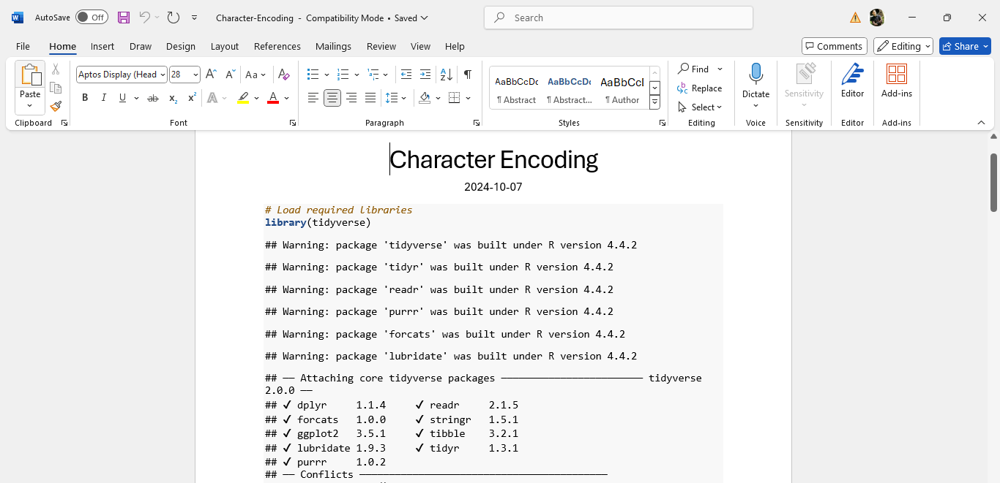 AutoSave Off Character-Encoding - Compatibility Mode • Saved Search
File Home Insert Draw Design Layout References Mailings Review View Help Comments Editing Share
Paste
Clipboard
Aptos Display (Head 28 A A Aa A
B I U ab x₂ x² A A
Font
Paragraph
AaBbCcDc AaBbCcDc AaBbCcI
¶ Abstract ¶ Abstract... ¶ Author
Styles
Find
Replace
Select
Editing
Dictate
Voice
Sensitivity
Sensitivity
Editor
Editor
Add-ins
Add-ins
Character Encoding
2024-10-07
# Load required libraries
library(tidyverse)
## Warning: package 'tidyverse' was built under R version 4.4.2
## Warning: package 'tidyr' was built under R version 4.4.2
## Warning: package 'readr' was built under R version 4.4.2
## Warning: package 'purrr' was built under R version 4.4.2
## Warning: package 'forcats' was built under R version 4.4.2
## Warning: package 'lubridate' was built under R version 4.4.2
## ── Attaching core tidyverse packages ──────────────────────── tidyverse
2.0.0 ──
## ✔ dplyr     1.1.4     ✔ readr     2.1.5
## ✔ forcats   1.0.0     ✔ stringr   1.5.1
## ✔ ggplot2   3.5.1     ✔ tibble    3.2.1
## ✔ lubridate 1.9.3     ✔ tidyr     1.3.1
## ✔ purrr     1.0.2
## ── Conflicts ──────────────────────────────────────────